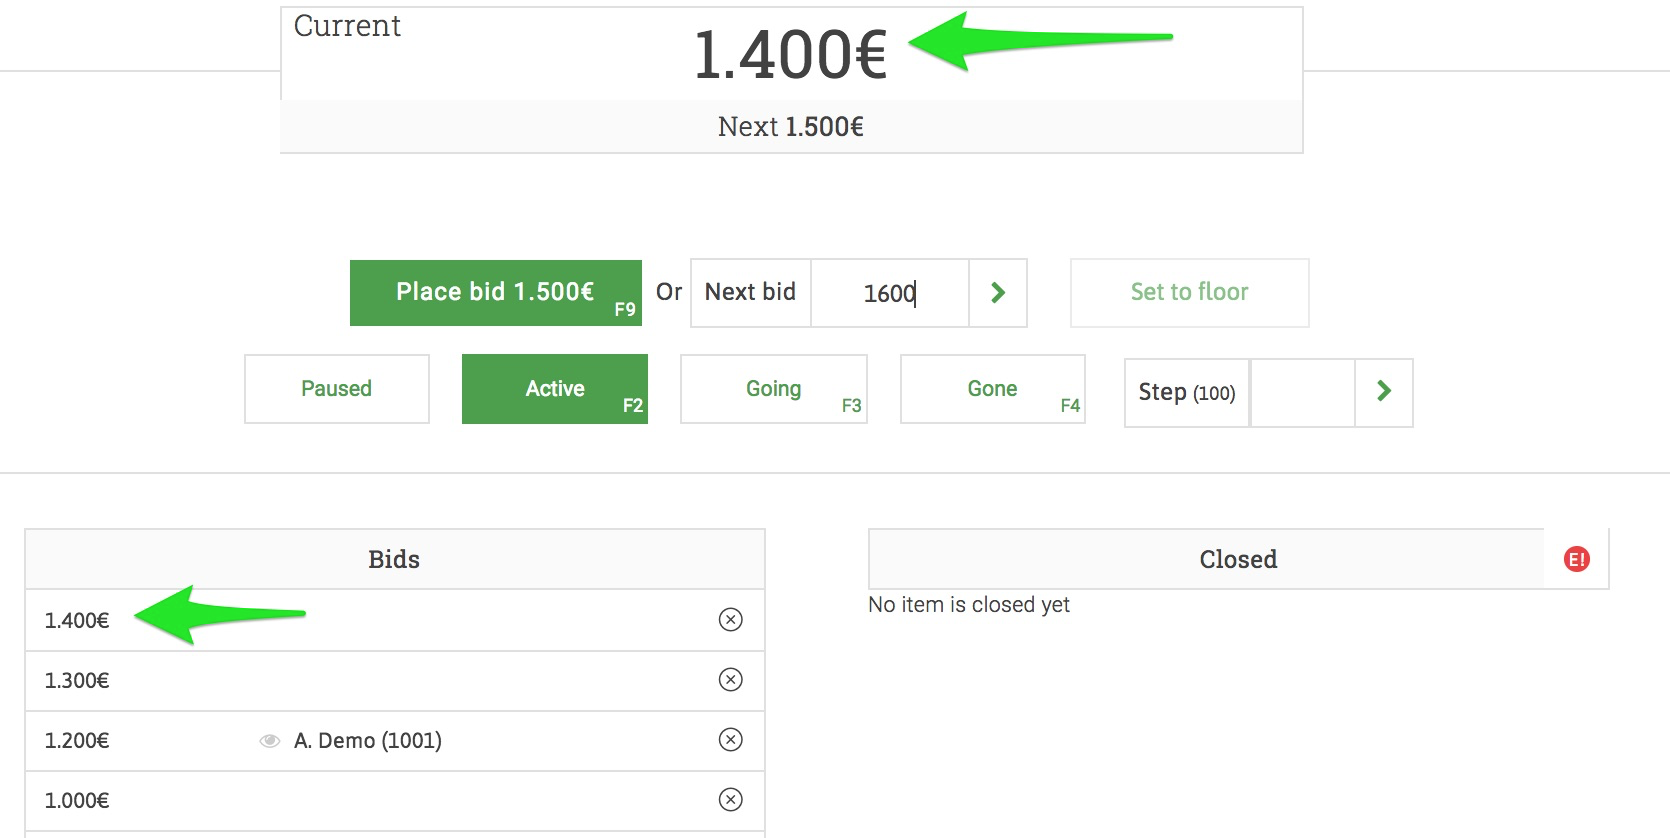 Current
1.400€
Next 1.500€
Place bid 1.500€ F9 Or Next bid 1600 Set to floor
Paused Active F2 Going F3 Gone F4 Step (100)
Bids
1.400€
1.300€
1.200€ A. Demo (1001)
1.000€
Closed E!
No item is closed yet